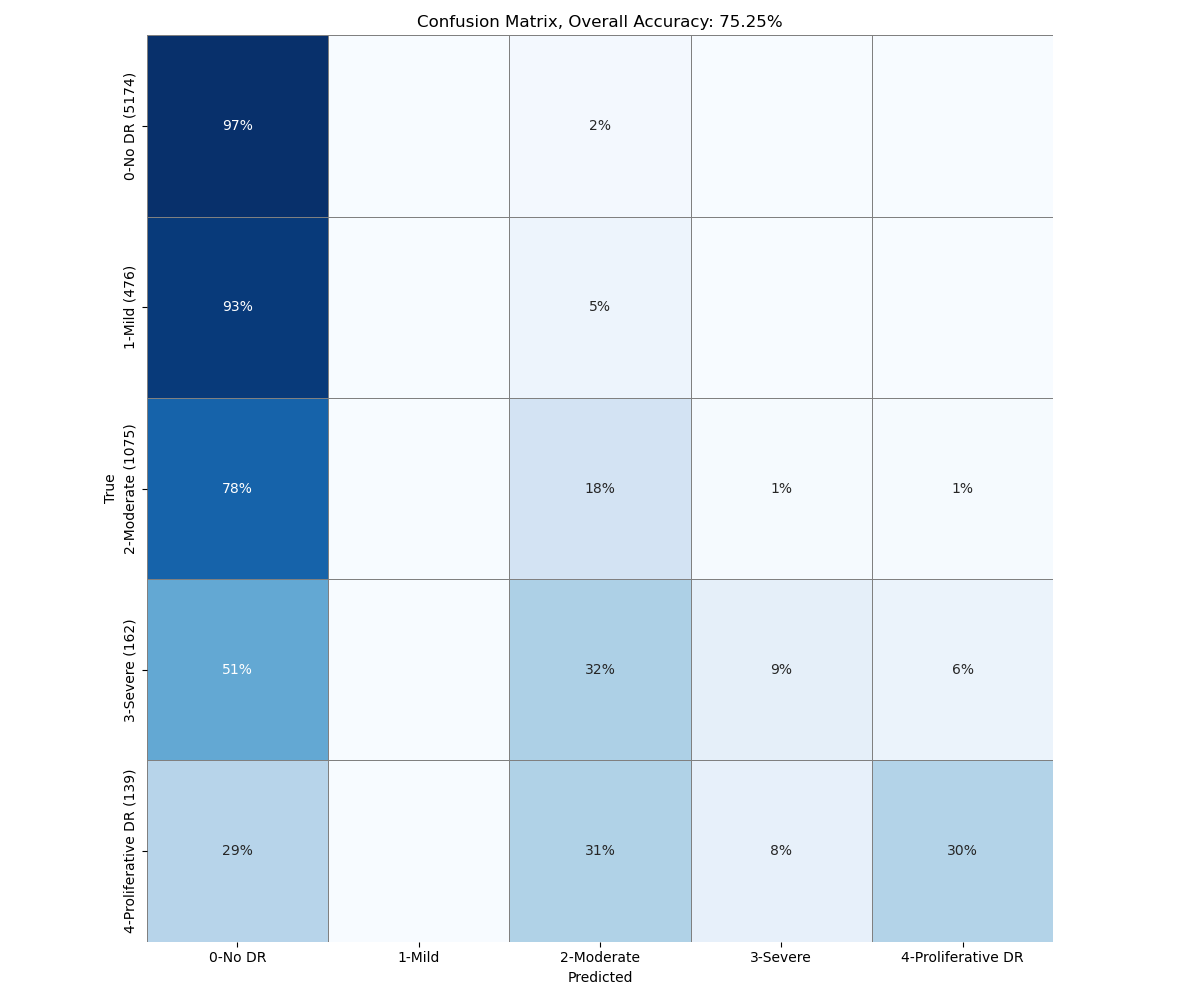 Confusion Matrix, Overall Accuracy: 75.25%
True
0-No DR (5174)
97%
2%
1-Mild (476)
93%
5%
2-Moderate (1075)
78%
18%
1%
1%
3-Severe (162)
51%
32%
9%
6%
4-Proliferative DR (139)
29%
31%
8%
30%
0-No DR
1-Mild
2-Moderate
3-Severe
4-Proliferative DR
Predicted